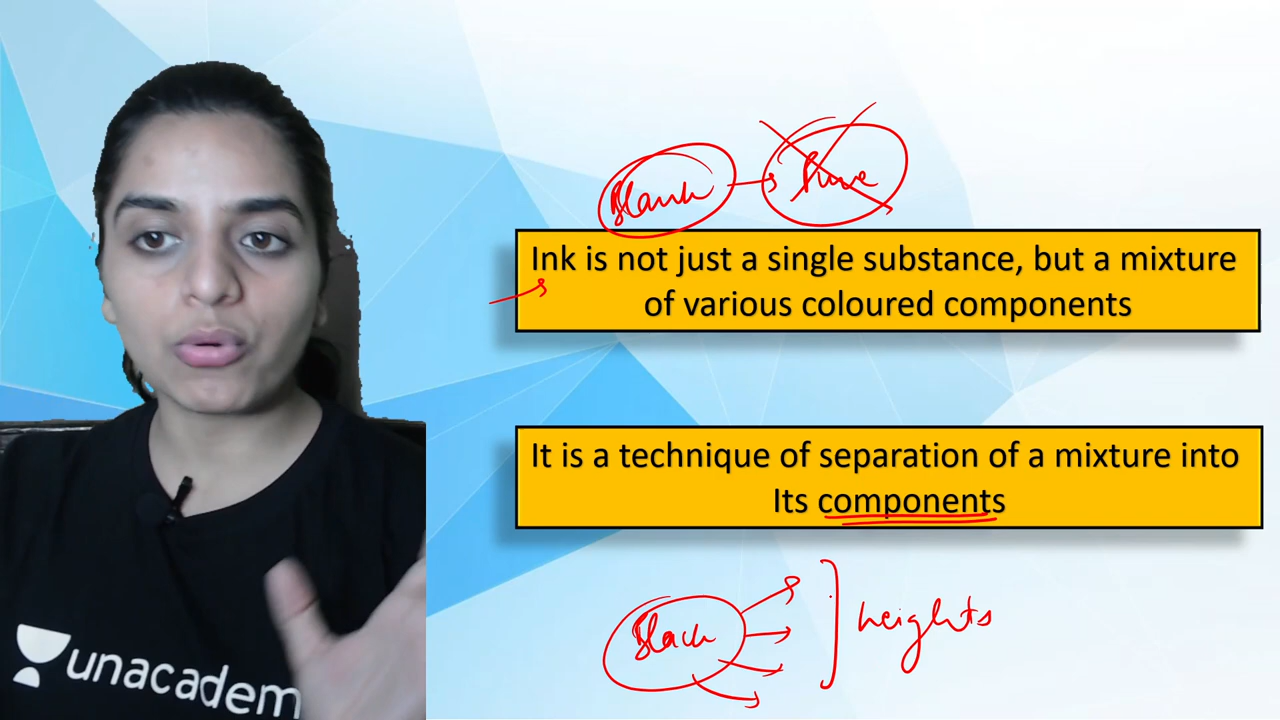 Black Pure
Ink is not just a single substance, but a mixture
of various coloured components
It is a technique of separation of a mixture into
Its components
Black heights
unacadem